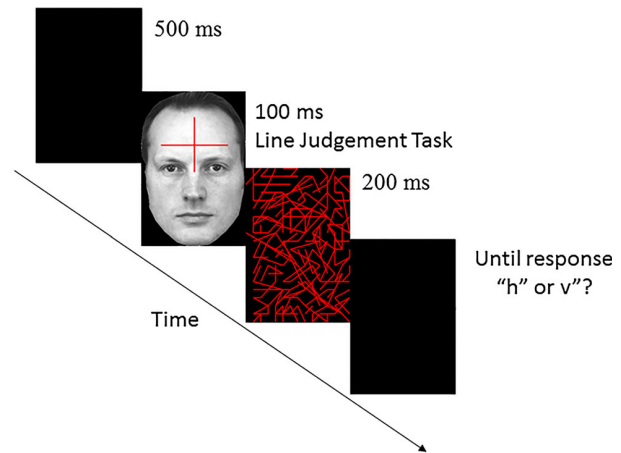 500 ms
100 ms
Line Judgement Task
200 ms
Until response
“h” or v”?
Time